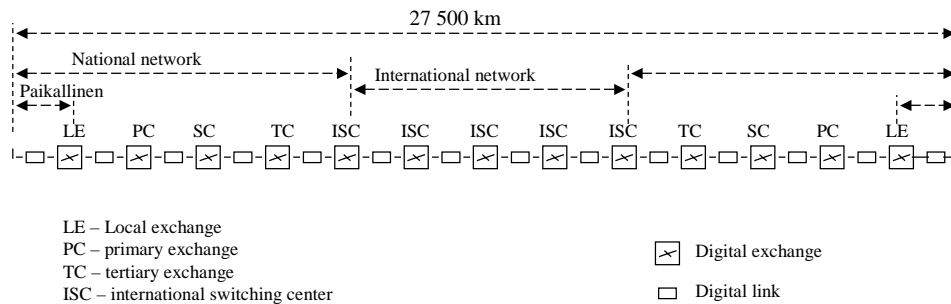 27 500 km
National network
International network
Paikallinen
LE PC SC TC ISC ISC ISC ISC ISC TC SC PC LE
LE – Local exchange
PC – primary exchange
TC – tertiary exchange
ISC – international switching center
Digital exchange
Digital link